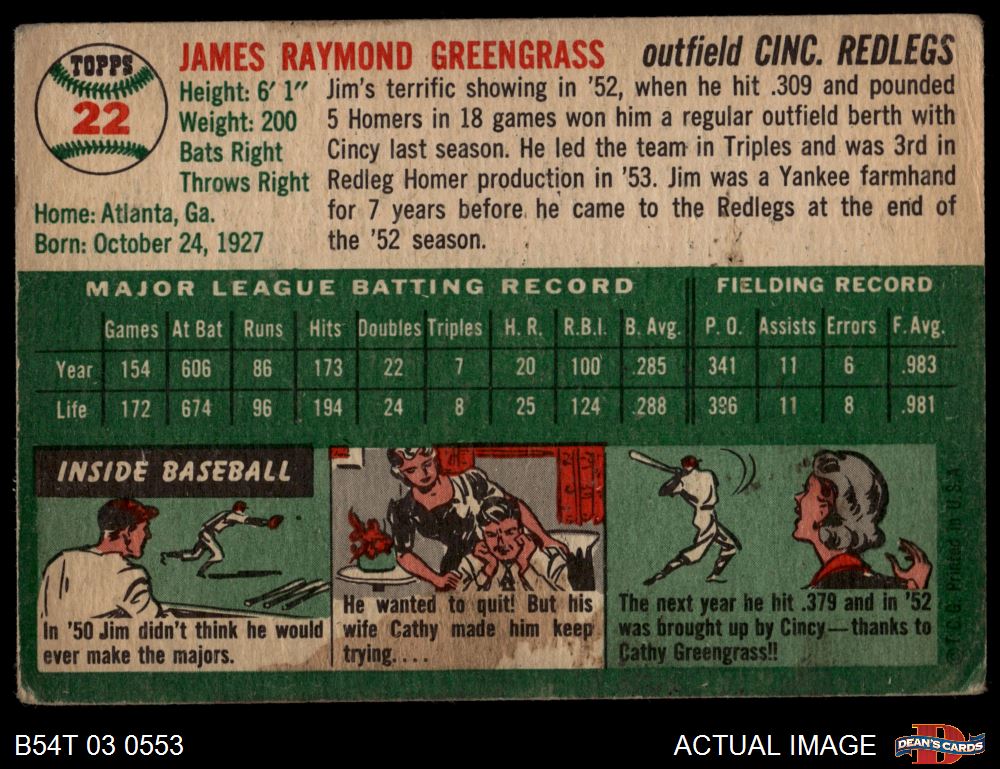 TOPPS
22
JAMES RAYMOND GREENGRASS outfield CINC. REDLEGS
Height: 6' 1"
Weight: 200
Bats Right
Throws Right
Home: Atlanta, Ga.
Born: October 24, 1927
Jim's terrific showing in '52, when he hit .309 and pounded
5 Homers in 18 games won him a regular outfield berth with
Cincy last season. He led the team in Triples and was 3rd in
Redleg Homer production in '53. Jim was a Yankee farmhand
for 7 years before he came to the Redlegs at the end of
the '52 season.
MAJOR LEAGUE BATTING RECORD FIELDING RECORD
Games At Bat Runs Hits Doubles Triples H. R. R.B.I. B. Avg. P. O. Assists Errors F. Avg.
Year 154 606 86 173 22 7 20 100 .285 341 11 6 .983
Life 172 674 96 194 24 8 25 124 .288 396 11 8 .981
INSIDE BASEBALL
In '50 Jim didn't think he would
ever make the majors.
He wanted to quit! But his
wife Cathy made him keep
trying....
The next year he hit .379 and in '52
was brought up by Cincy—thanks to
Cathy Greengrass!!
© T.C.G. Printed in U.S.A.
B54T 03 0553
ACTUAL IMAGE
DEAN'S CARDS